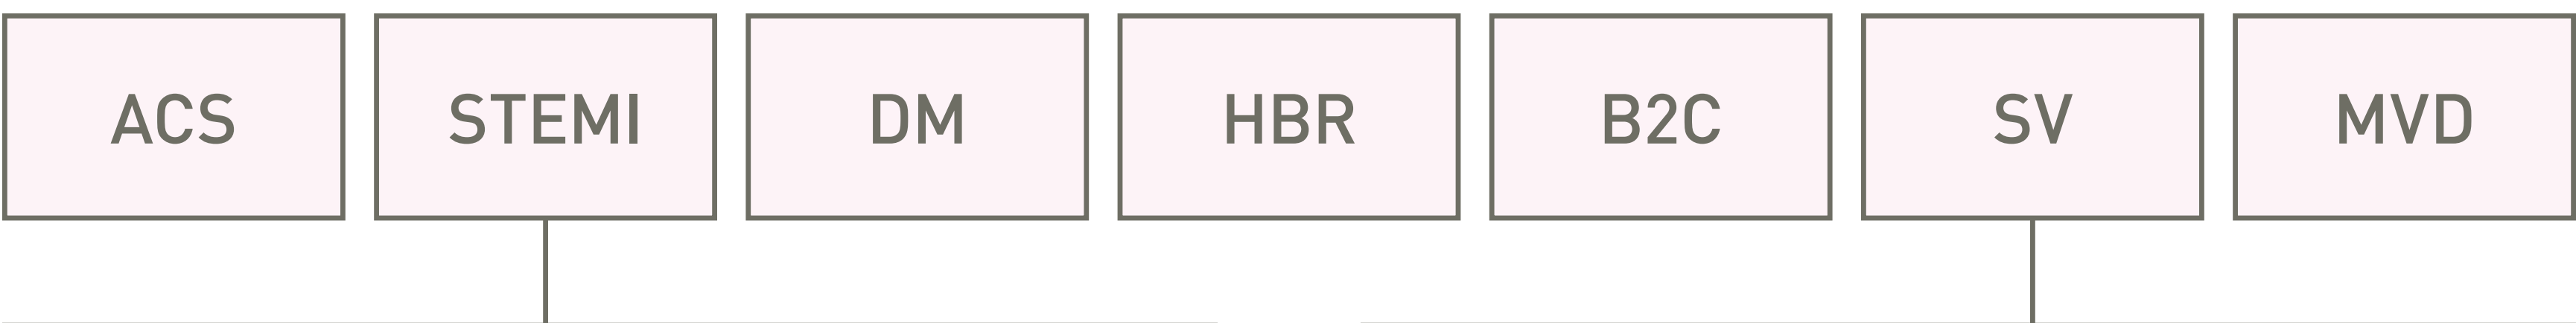 ACS STEMI DM HBR B2C SV MVD